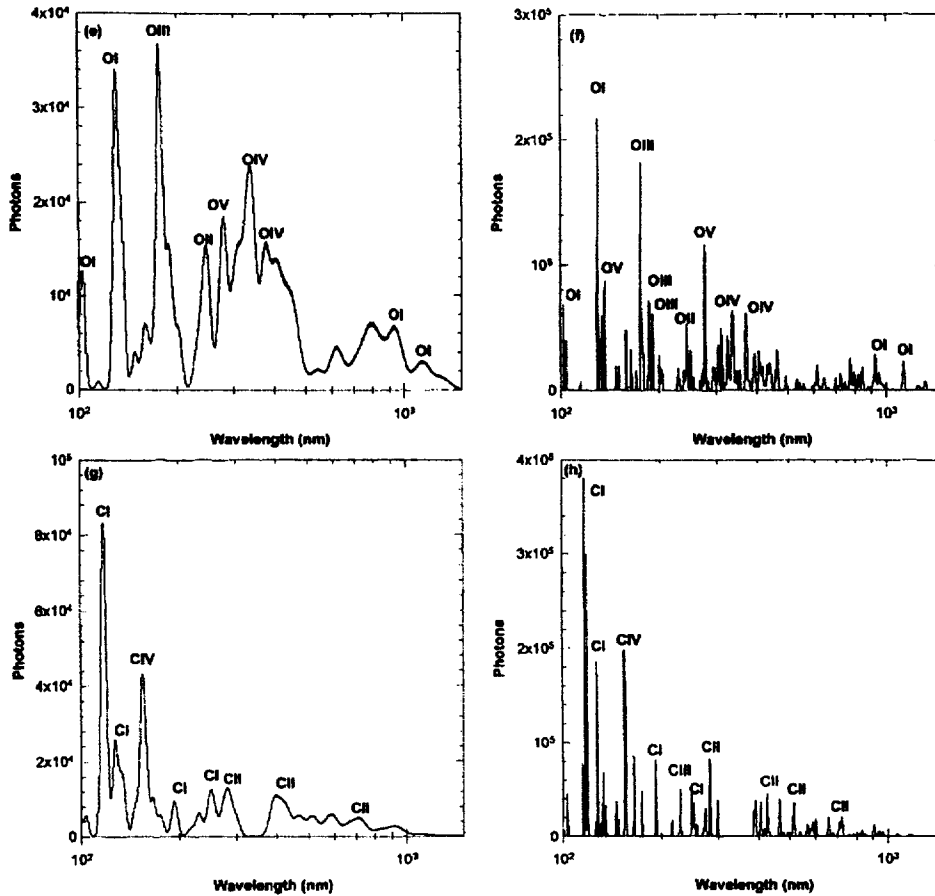 (e)
4x10⁴
3x10⁴
2x10⁴
10⁴
0
Photons
OI
OI
OIII
OII
OV
OIV
OIV
OI
OI
10² 10³
Wavelength (nm)
(f)
3x10⁵
2x10⁵
10⁵
0
Photons
OI
OI
OV
OIII
OIII
OIII
OII
OV
OIV
OIV
OI
OI
10² 10³
Wavelength (nm)
(g)
10⁵
8x10⁴
6x10⁴
4x10⁴
2x10⁴
0
Photons
CI
CI
CIV
CI
CI
CII
CII
CII
10² 10³
Wavelength (nm)
(h)
3x10⁵
2x10⁵
10⁵
0
Photons
CI
CI
CIV
CI
CIII
CI
CII
CII
CII
CII
10² 10³
Wavelength (nm)